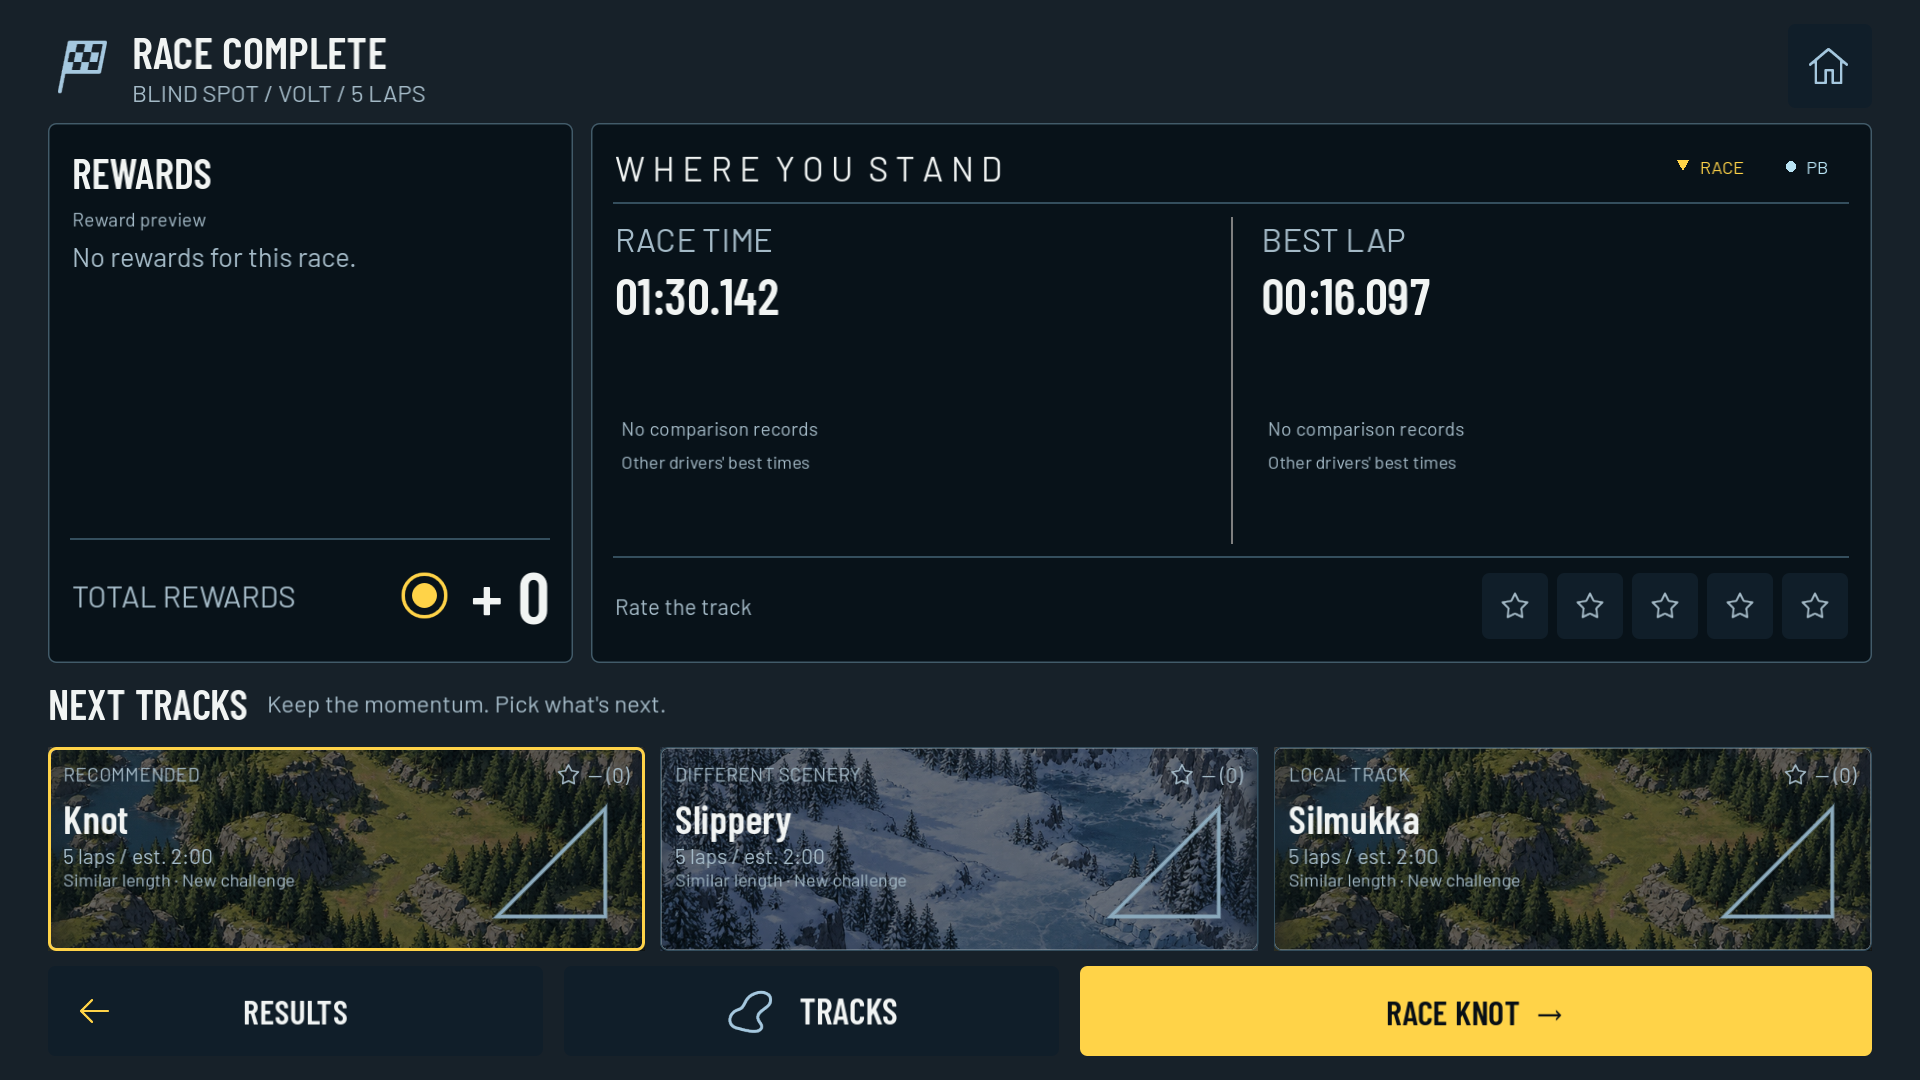 RACE COMPLETE
BLIND SPOT / VOLT / 5 LAPS
REWARDS
Reward preview
No rewards for this race.
TOTAL REWARDS
+ 0
WHERE YOU STAND
RACE
PB
RACE TIME
01:30.142
No comparison records
Other drivers' best times
BEST LAP
00:16.097
No comparison records
Other drivers' best times
Rate the track
NEXT TRACKS
Keep the momentum. Pick what's next.
RECOMMENDED
– (0)
Knot
5 laps / est. 2:00
Similar length · New challenge
DIFFERENT SCENERY
– (0)
Slippery
5 laps / est. 2:00
Similar length · New challenge
LOCAL TRACK
– (0)
Silmukka
5 laps / est. 2:00
Similar length · New challenge
← RESULTS
TRACKS
RACE KNOT →